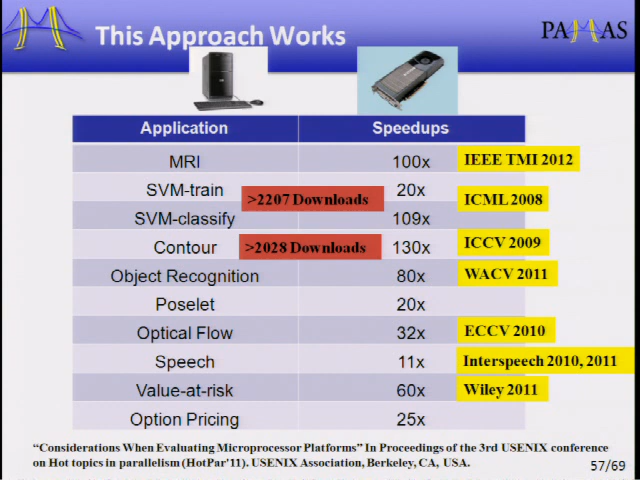 This Approach Works
PALLAS
Application Speedups
MRI 100x IEEE TMI 2012
SVM-train 20x
>2207 Downloads ICML 2008
SVM-classify 109x
Contour >2028 Downloads 130x ICCV 2009
Object Recognition 80x WACV 2011
Poselet 20x
Optical Flow 32x ECCV 2010
Speech 11x Interspeech 2010, 2011
Value-at-risk 60x Wiley 2011
Option Pricing 25x
“Considerations When Evaluating Microprocessor Platforms” In Proceedings of the 3rd USENIX conference
on Hot topics in parallelism (HotPar'11). USENIX Association, Berkeley, CA, USA.
57/69